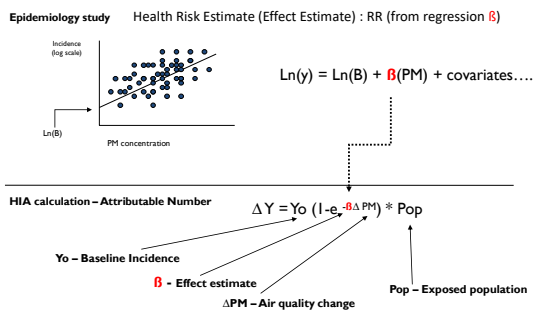 Epidemiology study
Health Risk Estimate (Effect Estimate) : RR (from regression ß)
Incidence
(log scale)
Ln(y) = Ln(B) + ß(PM) + covariates….
Ln(B)
PM concentration
HIA calculation – Attributable Number
Δ Y = Yo (1-e -ßΔ PM) * Pop
Yo – Baseline Incidence
ß - Effect estimate
Pop – Exposed population
ΔPM – Air quality change